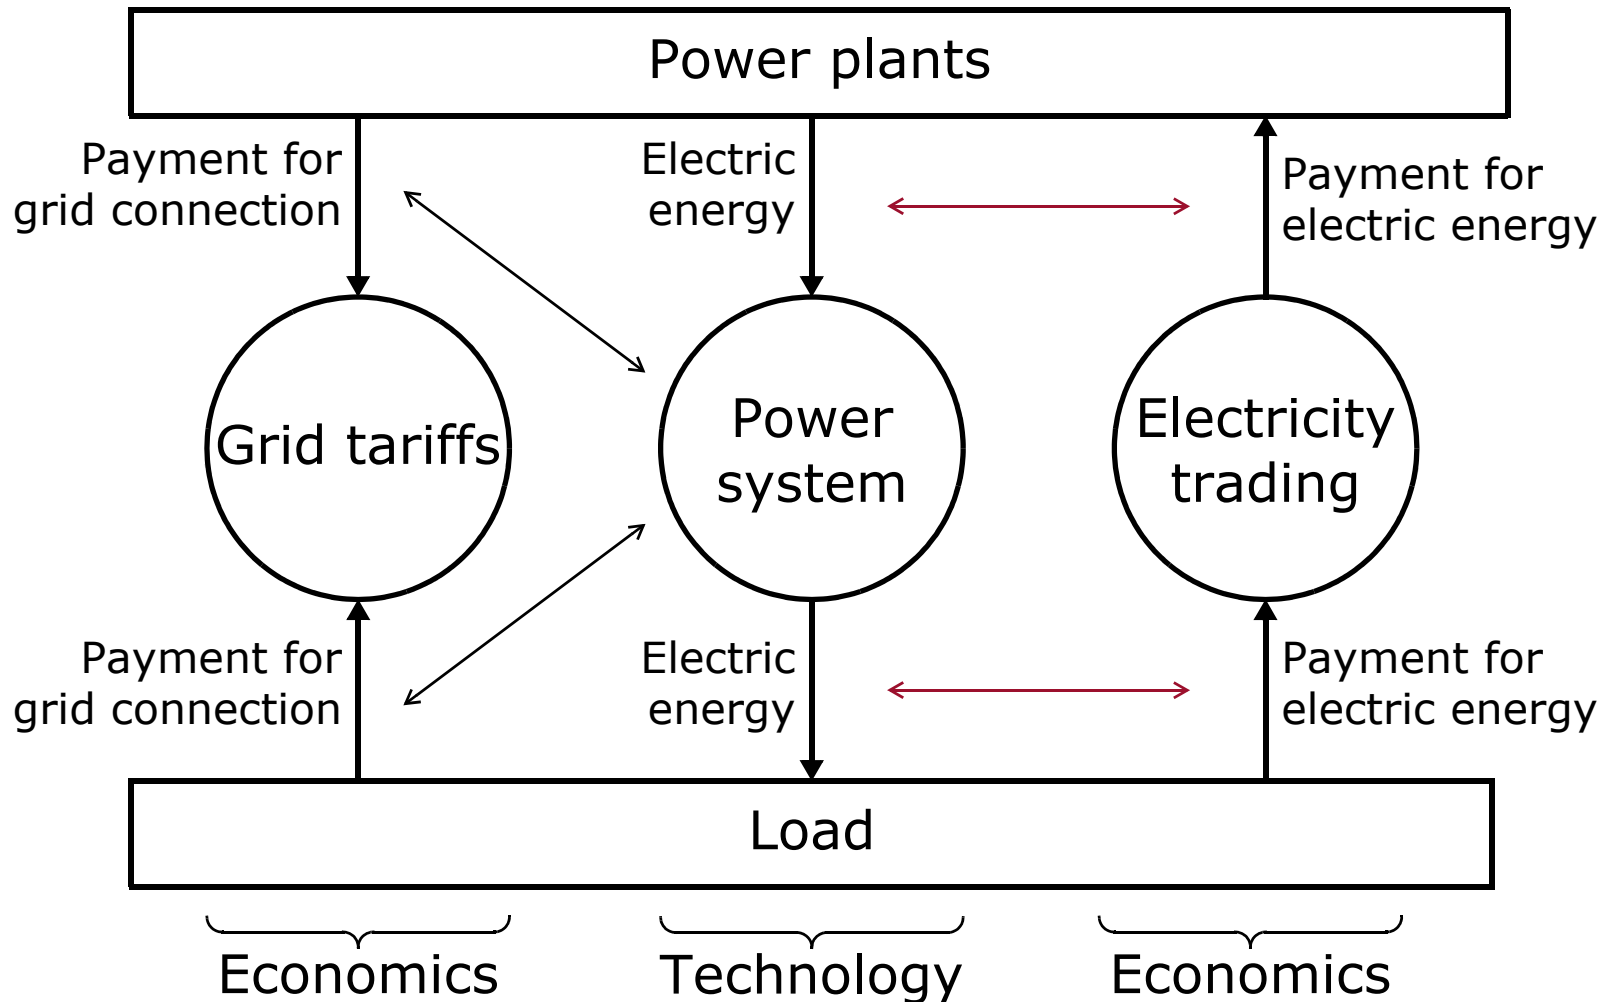 Power plants
Payment for
grid connection
Electric
energy
Payment for
electric energy
Grid tariffs
Power
system
Electricity
trading
Payment for
grid connection
Electric
energy
Payment for
electric energy
Load
Economics
Technology
Economics